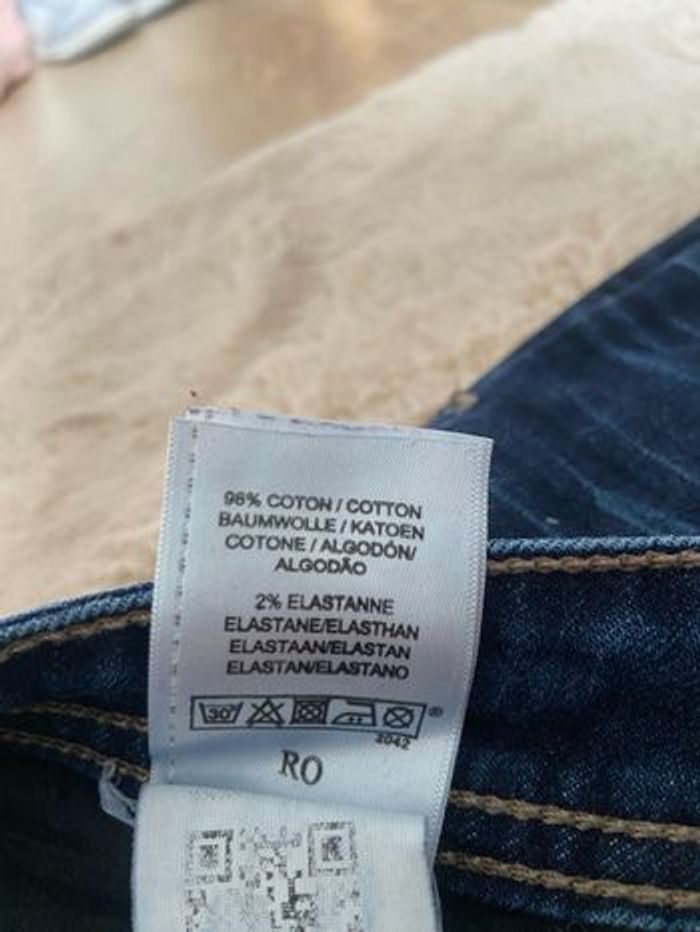 98% COTON / COTTON
BAUMWOLLE / KATOEN
COTONE / ALGODÓN/
ALGODÃO
2% ELASTANNE
ELASTANE/ELASTHAN
ELASTAAN/ELASTAN
ELASTAN/ELASTANO
30°
®
2042
RO